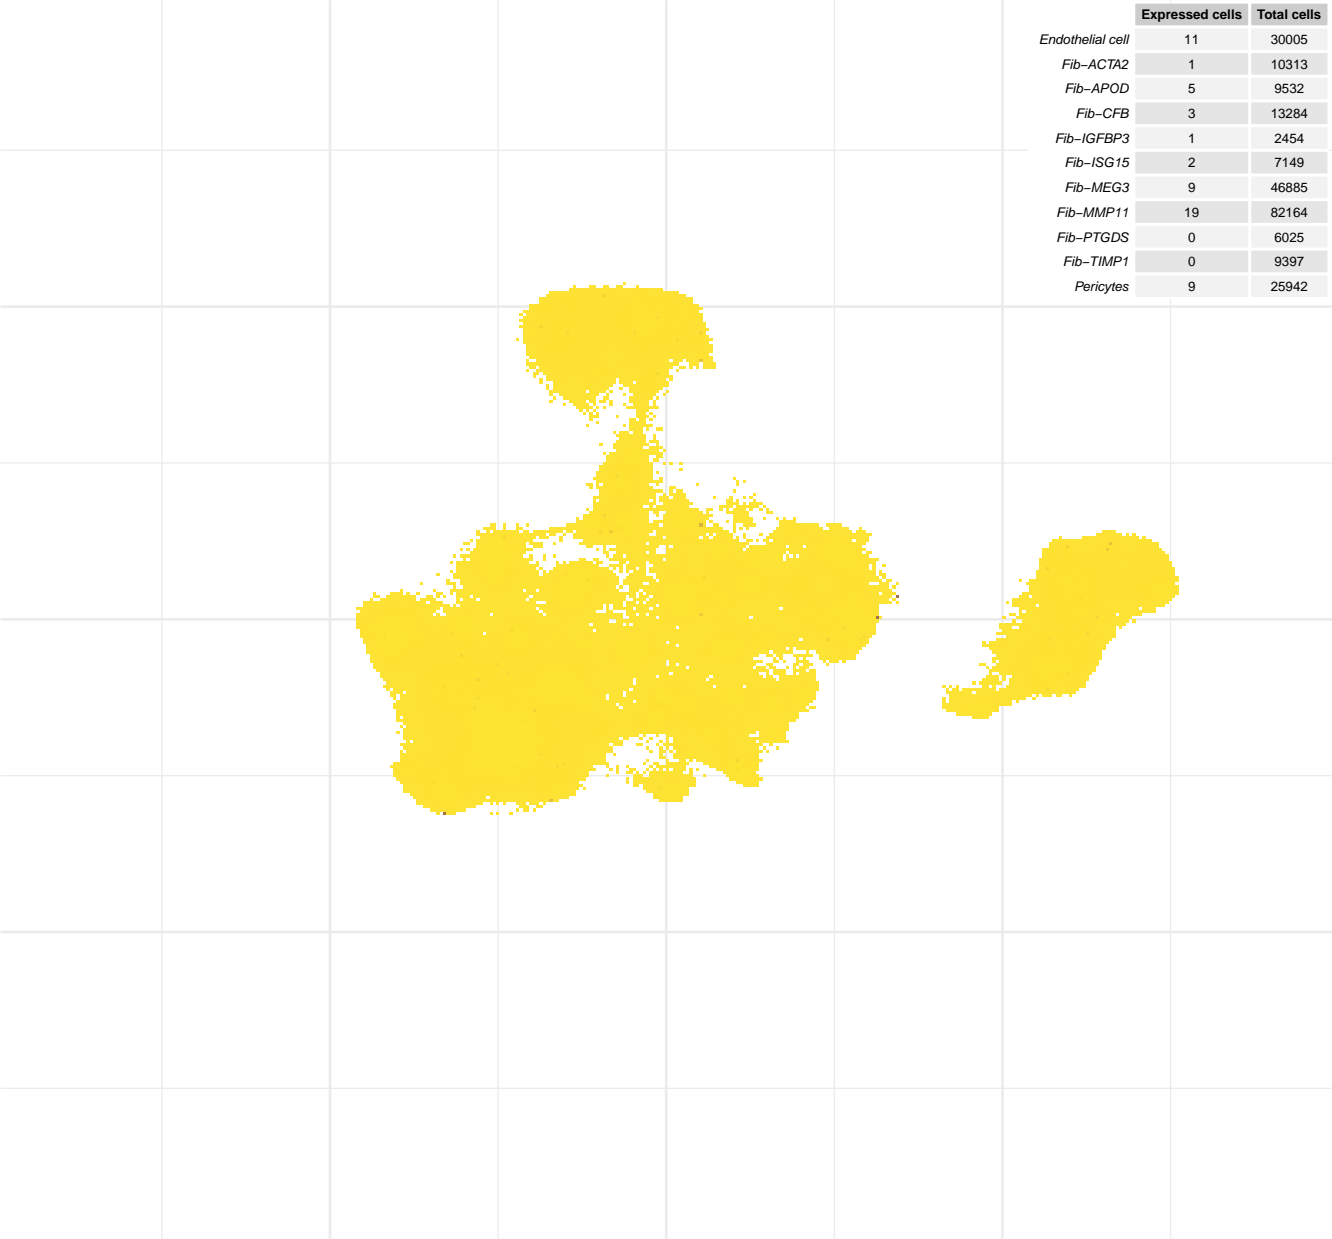 Expressed cells Total cells
Endothelial cell 11 30005
Fib−ACTA2 1 10313
Fib−APOD 5 9532
Fib−CFB 3 13284
Fib−IGFBP3 1 2454
Fib−ISG15 2 7149
Fib−MEG3 9 46885
Fib−MMP11 19 82164
Fib−PTGDS 0 6025
Fib−TIMP1 0 9397
Pericytes 9 25942